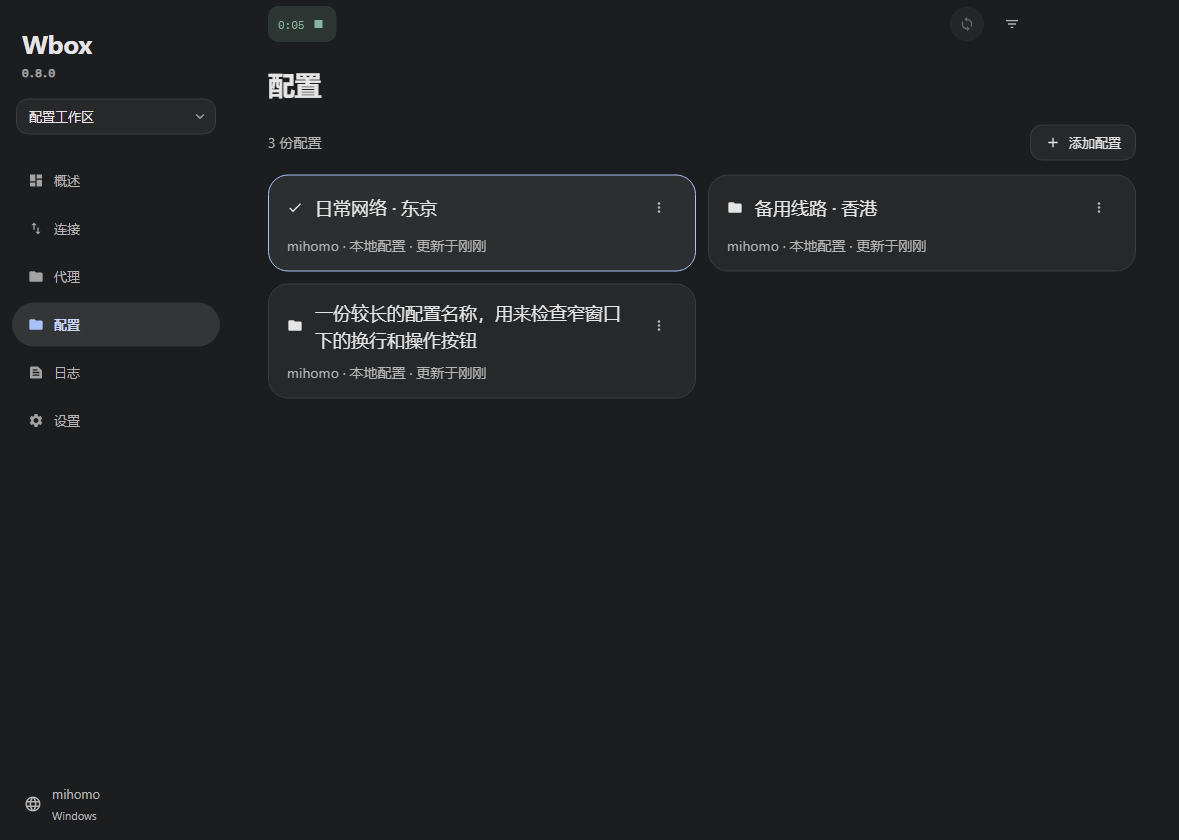 Wbox
0.8.0
配置工作区
概述
连接
代理
配置
日志
设置
mihomo
Windows
0:05
配置
3 份配置
添加配置
日常网络 · 东京
mihomo · 本地配置 · 更新于刚刚
备用线路 · 香港
mihomo · 本地配置 · 更新于刚刚
一份较长的配置名称，用来检查窄窗口
下的换行和操作按钮
mihomo · 本地配置 · 更新于刚刚